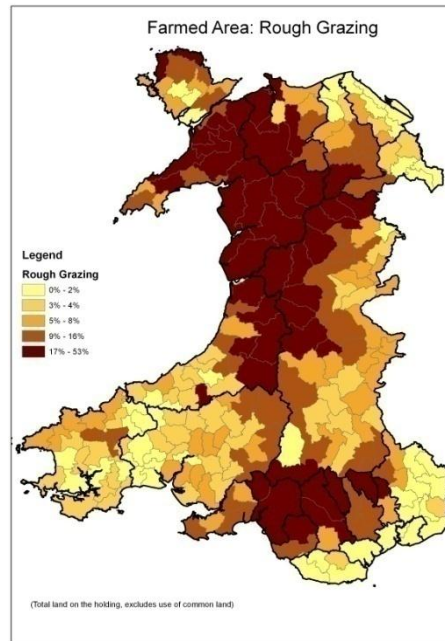 Farmed Area: Rough Grazing
Legend
Rough Grazing
0% - 2%
3% - 4%
5% - 8%
9% - 16%
17% - 53%
(Total land on the holding, excludes use of common land)